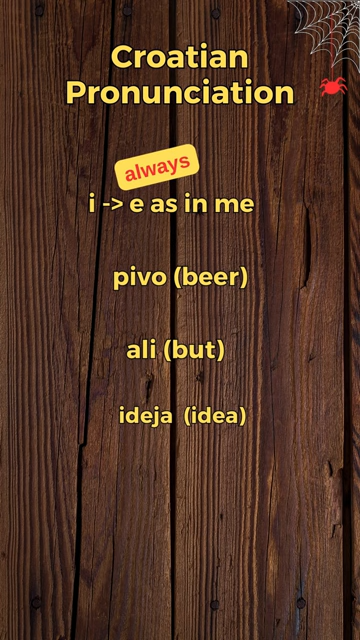 Croatian
Pronunciation
always
i -> e as in me
pivo (beer)
ali (but)
ideja (idea)